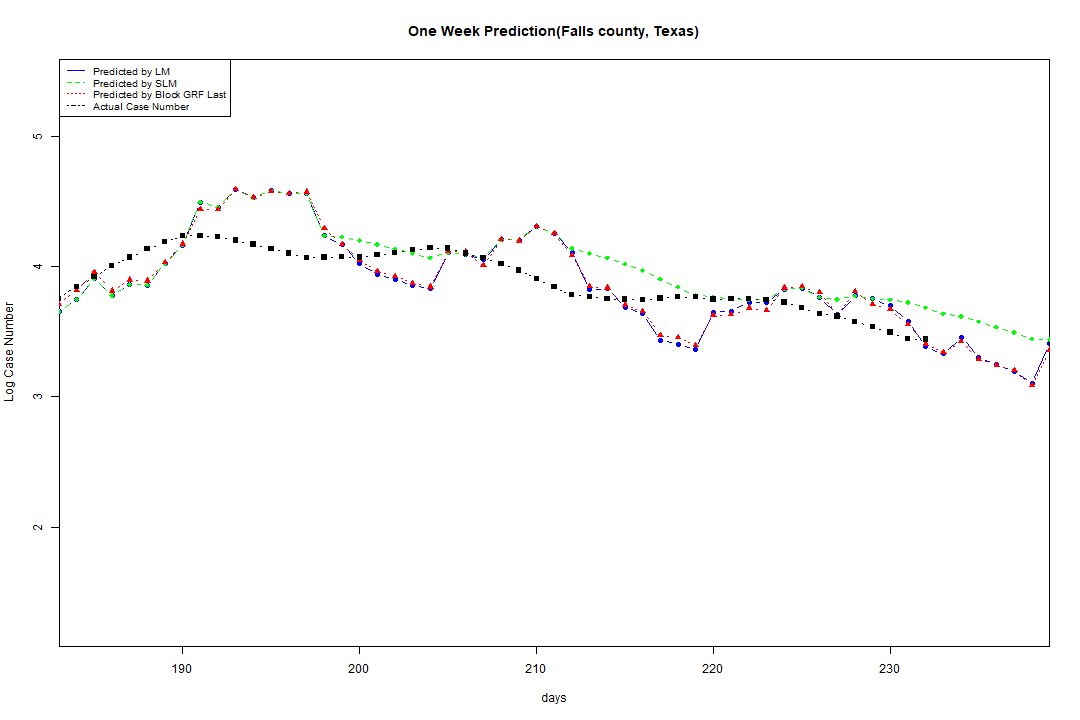 One Week Prediction(Falls county, Texas)
Predicted by LM
Predicted by SLM
Predicted by Block GRF Last
Actual Case Number
5
4
3
2
Log Case Number
190 200 210 220 230
days